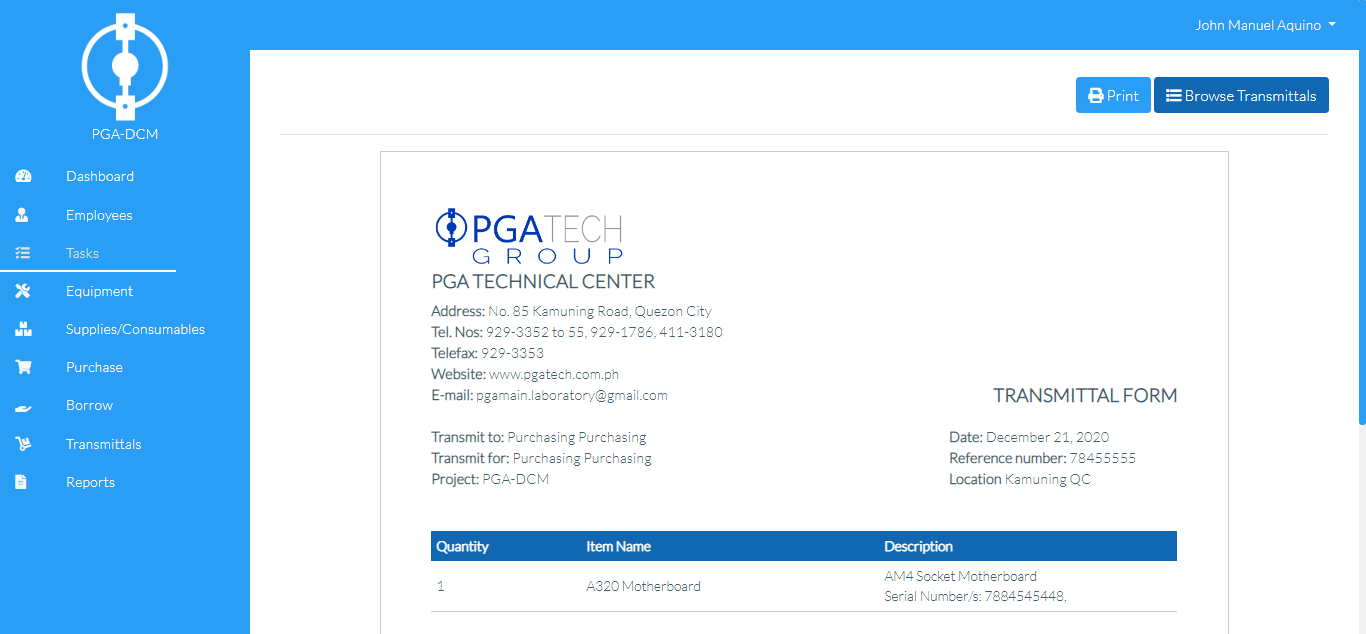 John Manuel Aquino
PGA-DCM
Dashboard
Employees
Tasks
Equipment
Supplies/Consumables
Purchase
Borrow
Transmittals
Reports
Print
Browse Transmittals
PGATECH
GROUP
PGA TECHNICAL CENTER
Address: No. 85 Kamuning Road, Quezon City
Tel. Nos: 929-3352 to 55, 929-1786, 411-3180
Telefax: 929-3353
Website: www.pgatech.com.ph
E-mail: pgamain.laboratory@gmail.com
TRANSMITTAL FORM
Transmit to: Purchasing Purchasing
Transmit for: Purchasing Purchasing
Project: PGA-DCM
Date: December 21, 2020
Reference number: 78455555
Location Kamuning QC
Quantity Item Name Description
1 A320 Motherboard AM4 Socket Motherboard
Serial Number/s: 7884545448,